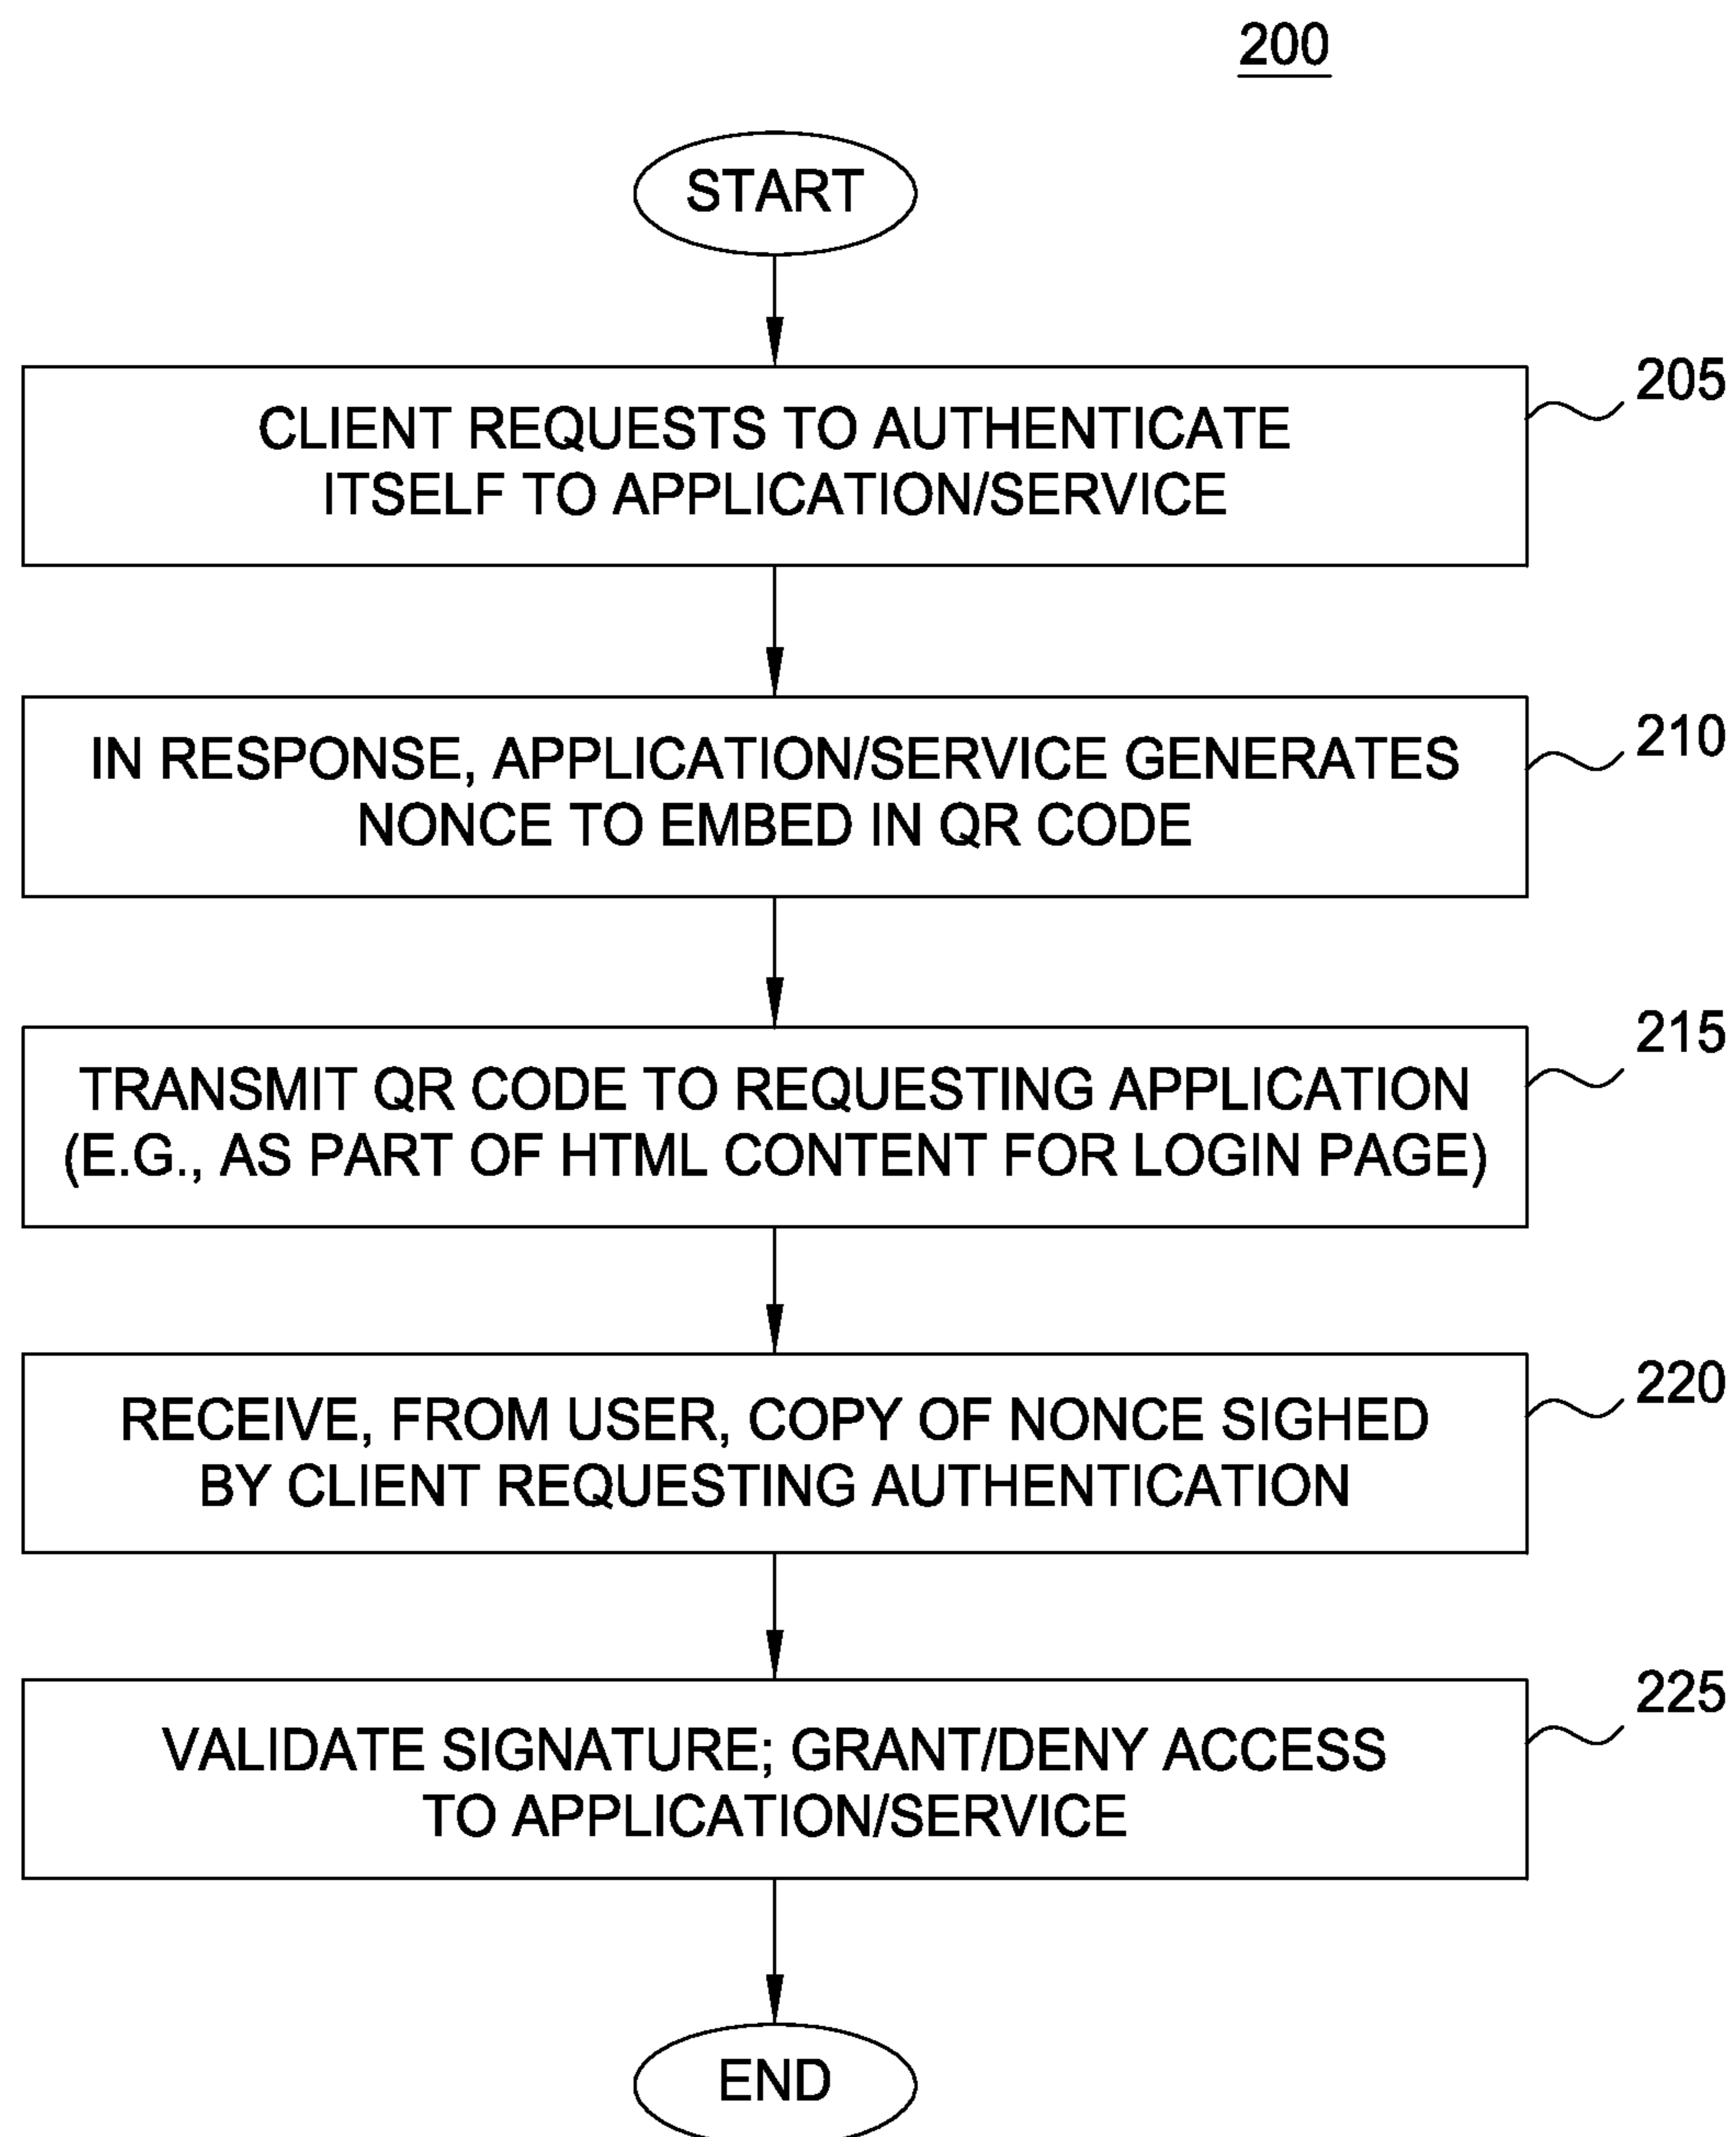 200
START
205
CLIENT REQUESTS TO AUTHENTICATE
ITSELF TO APPLICATION/SERVICE
210
IN RESPONSE, APPLICATION/SERVICE GENERATES
NONCE TO EMBED IN QR CODE
215
TRANSMIT QR CODE TO REQUESTING APPLICATION
(E.G., AS PART OF HTML CONTENT FOR LOGIN PAGE)
220
RECEIVE, FROM USER, COPY OF NONCE SIGHED
BY CLIENT REQUESTING AUTHENTICATION
225
VALIDATE SIGNATURE; GRANT/DENY ACCESS
TO APPLICATION/SERVICE
END